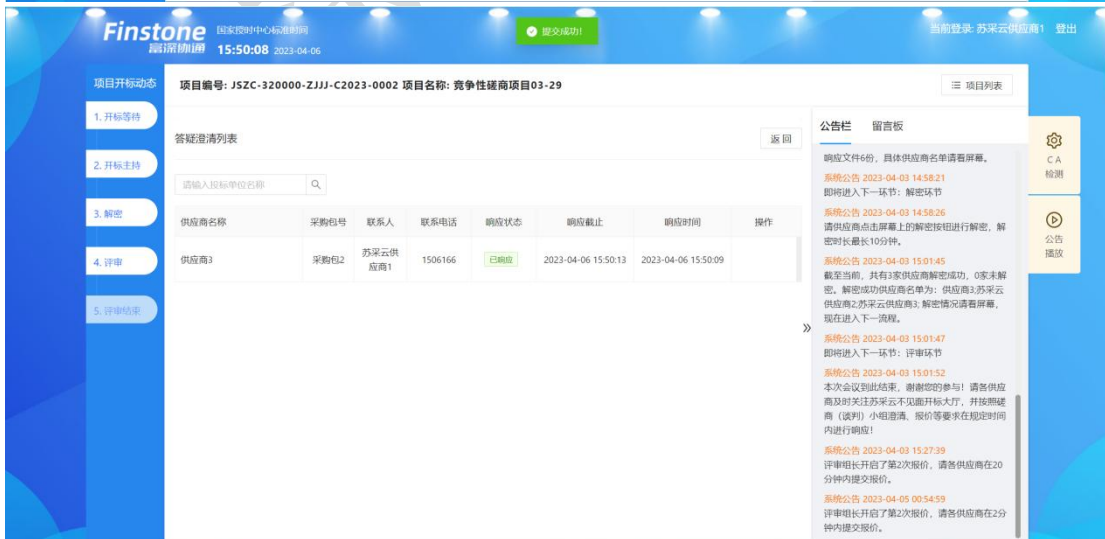 Finstone
富深协通
国家授时中心标准时间
15:50:08 2023-04-06
提交成功!
当前登录: 苏采云供应商1 登出
项目开标动态
1. 开标等待
2. 开标主持
3. 解密
4. 评审
5. 评审结束
项目编号: JSZC-320000-ZJJJ-C2023-0002 项目名称: 竞争性磋商项目03-29
项目列表
答疑澄清列表
返 回
请输入投标单位名称
供应商名称 采购包号 联系人 联系电话 响应状态 响应截止 响应时间 操作
供应商3 采购包2 苏采云供应商1 1506166 已响应 2023-04-06 15:50:13 2023-04-06 15:50:09
公告栏 留言板
响应文件6份，具体供应商名单请看屏幕。
系统公告 2023-04-03 14:58:21
即将进入下一环节：解密环节
系统公告 2023-04-03 14:58:26
请供应商点击屏幕上的解密按钮进行解密，解
密时长最长10分钟。
系统公告 2023-04-03 15:01:45
截至当前，共有3家供应商解密成功，0家未解
密。解密成功供应商名单为：供应商3;苏采云
供应商2;苏采云供应商3; 解密情况请看屏幕。
现在进入下一流程。
系统公告 2023-04-03 15:01:47
即将进入下一环节：评审环节
系统公告 2023-04-03 15:01:52
本次会议到此结束，谢谢您的参与！请各供应
商及时关注苏采云不见面开标大厅，并按照磋
商（谈判）小组澄清、报价等要求在规定时间
内进行响应！
系统公告 2023-04-03 15:27:39
评审组长开启了第2次报价，请各供应商在20
分钟内提交报价。
系统公告 2023-04-05 00:54:59
评审组长开启了第2次报价，请各供应商在2分
钟内提交报价。
CA
检测
公告
播放